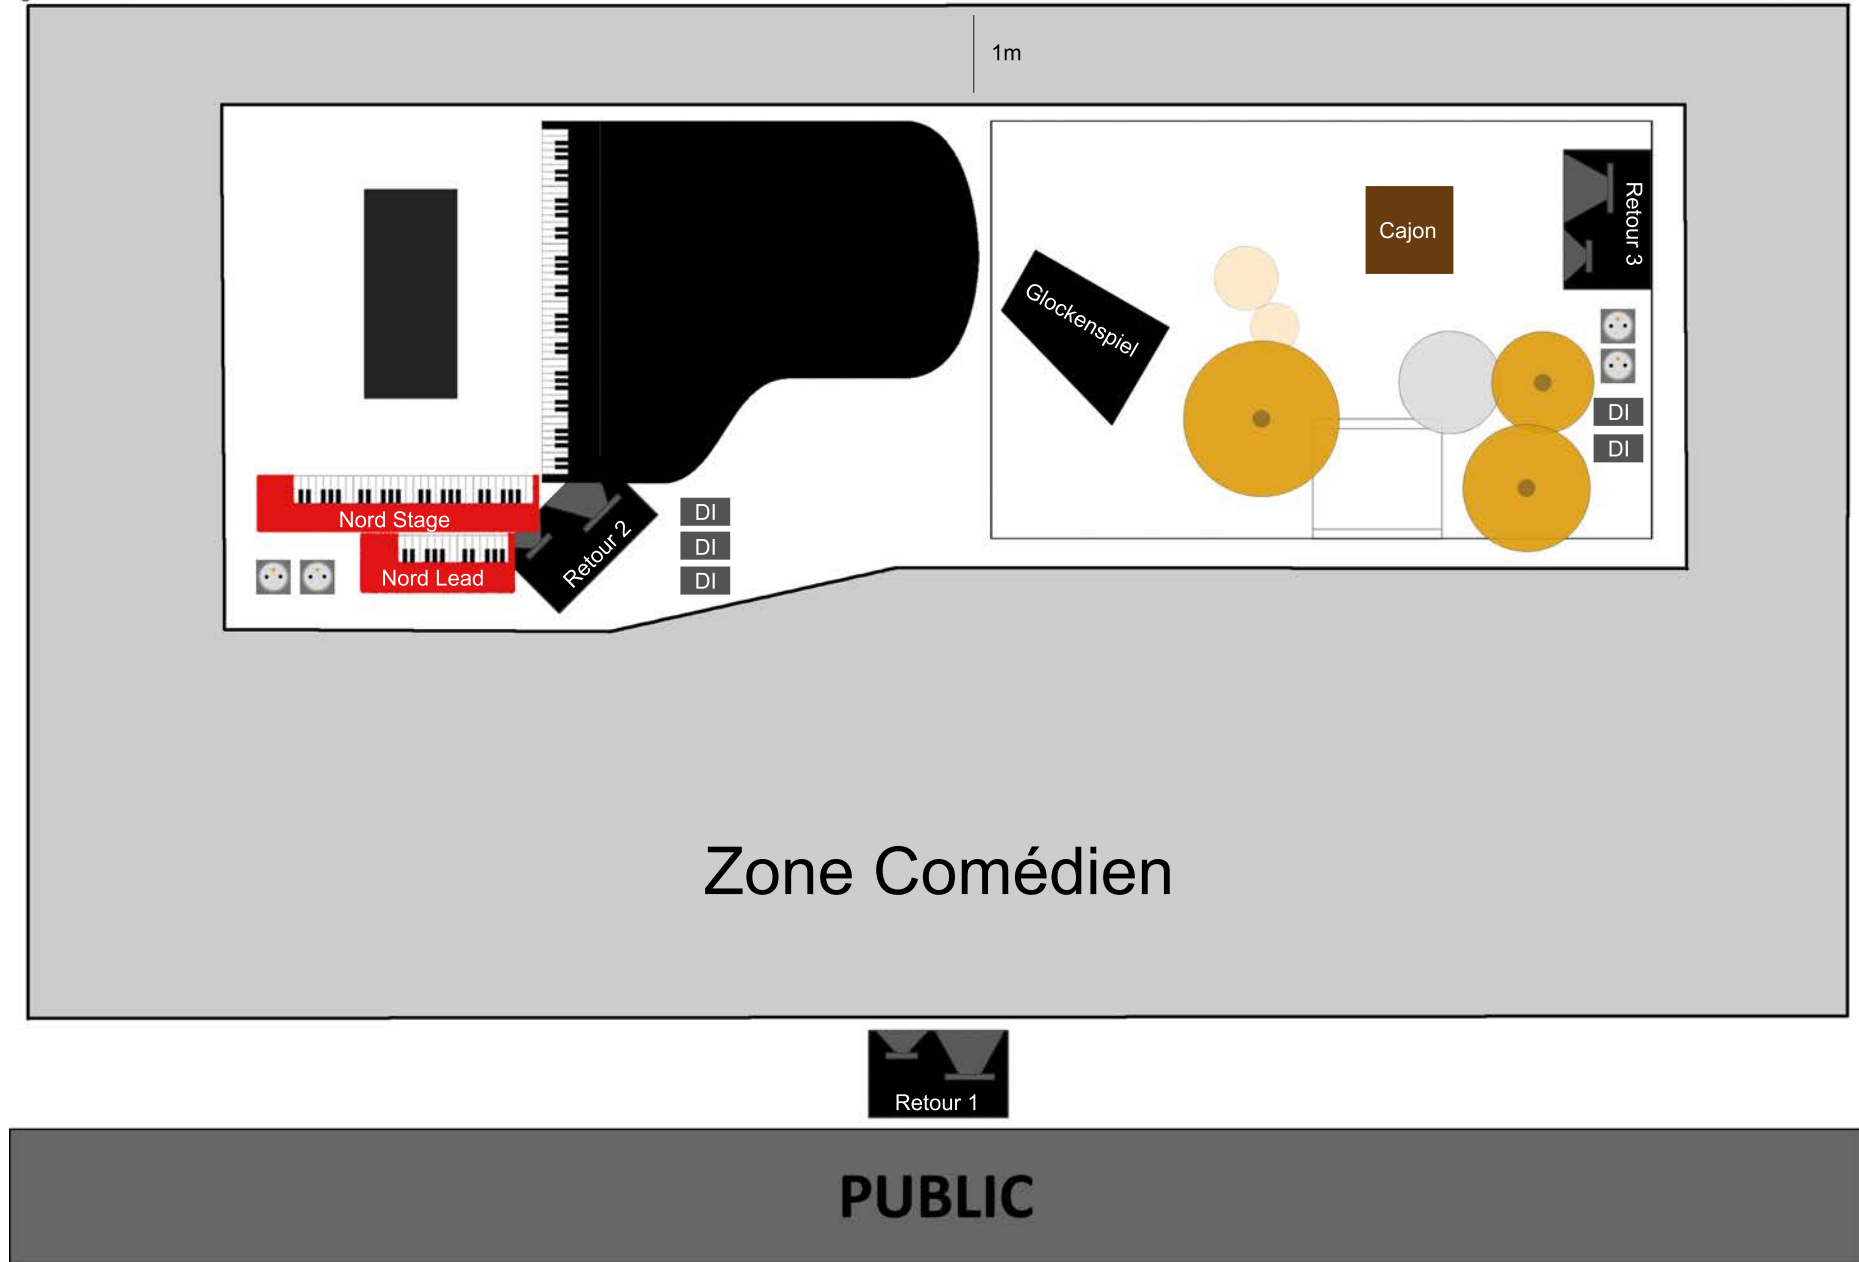 1m
Retour 3
Cajon
Glockenspiel
DI
DI
Nord Stage
Nord Lead
Retour 2
DI
DI
DI
Zone Comédien
Retour 1
PUBLIC